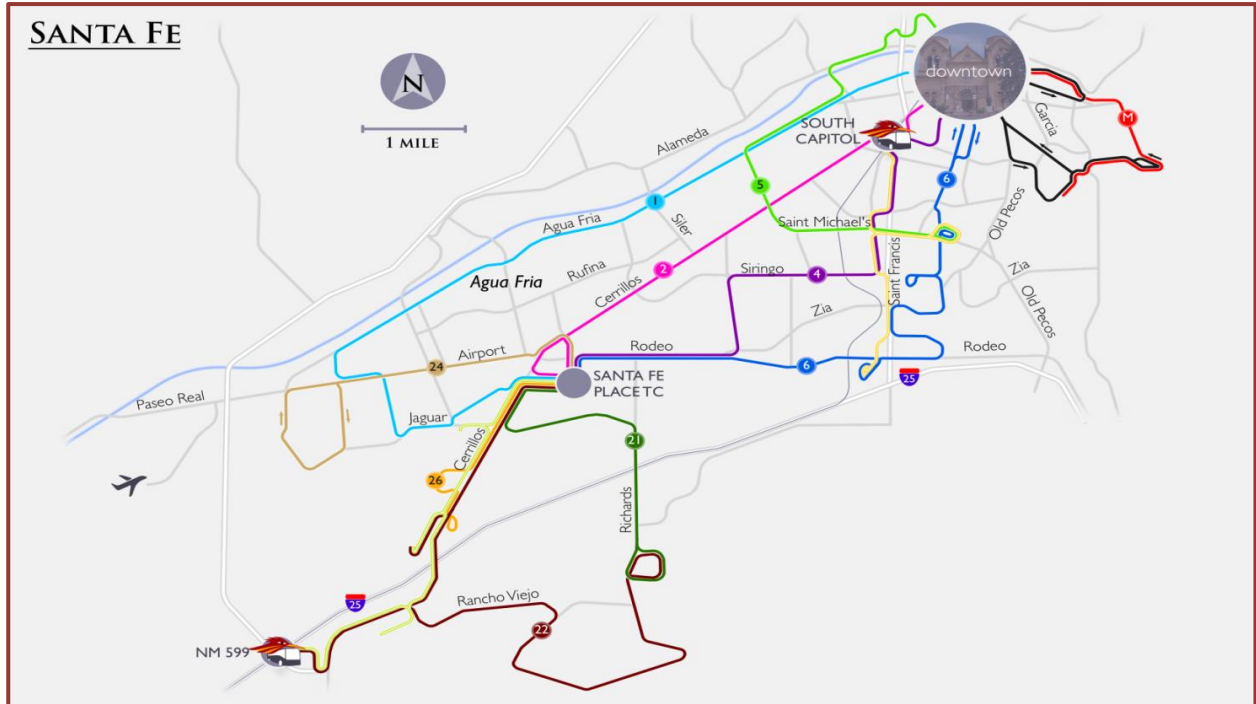 SANTA FE
N
1 MILE
downtown
SOUTH
CAPITOL
Garcia
M
Alameda
1
Siler
5
6
Saint Michael's
Old Pecos
Agua Fria
Agua Fria
Rufina
Cerrillos
2
Siringo
4
Saint Francis
Zia
Zia
Old Pecos
Rodeo
6
Rodeo
25
Airport
24
SANTA FE
PLACE TC
Paseo Real
Jaguar
Cerrillos
21
26
Richards
25
Rancho Viejo
22
NM 599